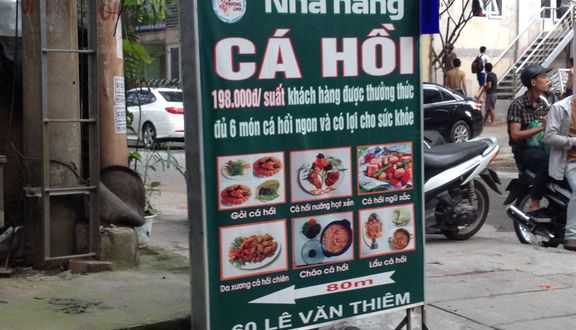 PHƯƠNG LINH
Nhà hàng
CÁ HỒI
198.000đ/ suất khách hàng được thưởng thức
đủ 6 món cá hồi ngon và có lợi cho sức khỏe
Gỏi cá hồi
Cá hồi nướng hạt xên
Cá hồi ngũ sắc
Da xương cá hồi chiên
Cháo cá hồi
Lẩu cá hồi
80m
60 LÊ VĂN THIÊM